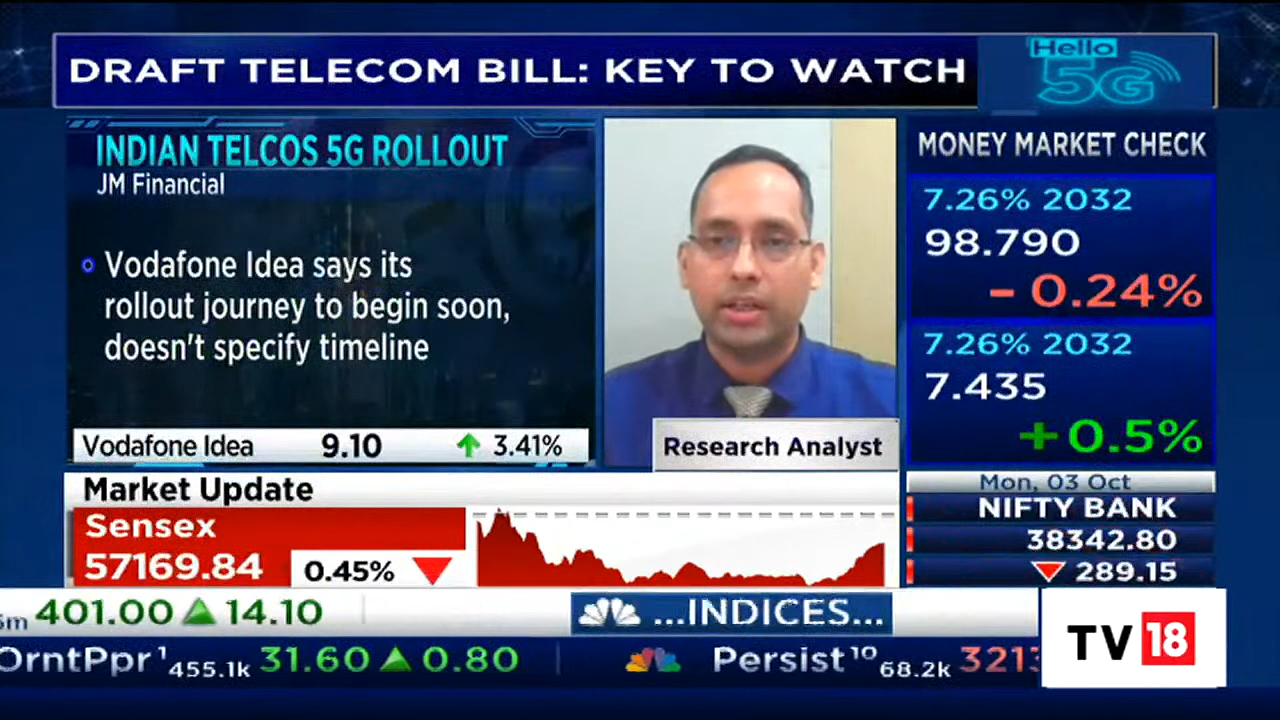 DRAFT TELECOM BILL: KEY TO WATCH
Hello
5G
INDIAN TELCOS 5G ROLLOUT
JM Financial
Vodafone Idea says its
rollout journey to begin soon,
doesn't specify timeline
Vodafone Idea 9.10 3.41%
Research Analyst
MONEY MARKET CHECK
7.26% 2032
98.790
- 0.24%
7.26% 2032
7.435
+0.5%
Mon, 03 Oct
NIFTY BANK
38342.80
289.15
Market Update
Sensex
57169.84 0.45%
401.00 14.10 ...INDICES...
OrntPpr¹ 455.1k 31.60 0.80 Persist¹⁰ 68.2k 3213
TV18